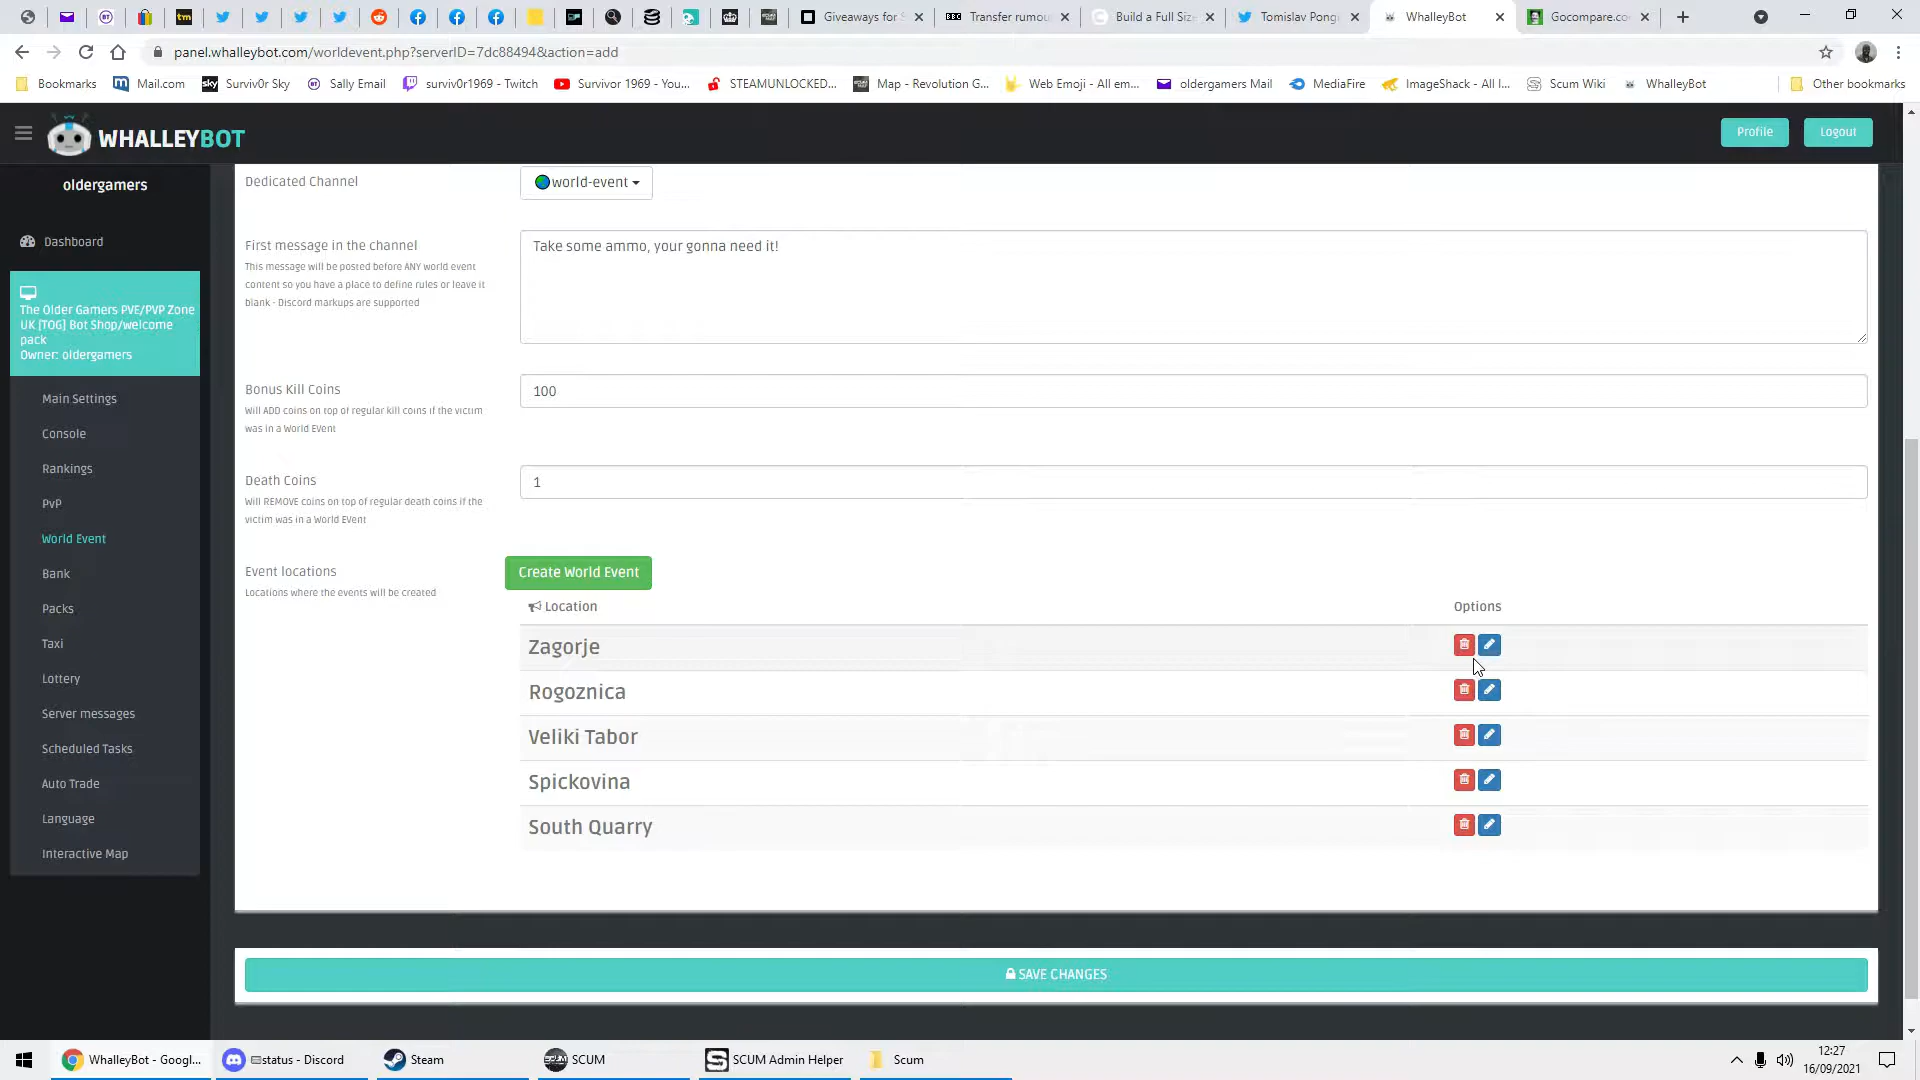 Giveaways for S
Transfer rumou
Build a Full Size
Tomislav Pong
WhalleyBot
Gocompare.co
panel.whalleybot.com/worldevent.php?serverID=7dc88494&action=add
Bookmarks
Mail.com
Surviv0r Sky
Sally Email
surviv0r1969 - Twitch
Survivor 1969 - You...
STEAMUNLOCKED...
Map - Revolution G...
Web Emoji - All em...
oldergamers Mail
MediaFire
ImageShack - All I...
Scum Wiki
WhalleyBot
Other bookmarks
WHALLEYBOT
Profile
Logout
oldergamers
Dashboard
The Older Gamers PVE/PVP Zone
UK [TOG] Bot Shop/welcome
pack
Owner: oldergamers
Main Settings
Console
Rankings
PvP
World Event
Bank
Packs
Taxi
Lottery
Server messages
Scheduled Tasks
Auto Trade
Language
Interactive Map
Dedicated Channel
world-event
First message in the channel
This message will be posted before ANY world event
content so you have a place to define rules or leave it
blank - Discord markups are supported
Take some ammo, your gonna need it!
Bonus Kill Coins
Will ADD coins on top of regular kill coins if the victim
was in a World EVent
100
Death Coins
Will REMOVE coins on top of regular death coins if the
victim was in a World EVent
1
Event locations
Locations where the events will be created
Create World Event
Location
Options
Zagorje
Rogoznica
Veliki Tabor
Spickovina
South Quarry
SAVE CHANGES
WhalleyBot - Googl...
status - Discord
Steam
SCUM
SCUM Admin Helper
Scum
12:27
16/09/2021